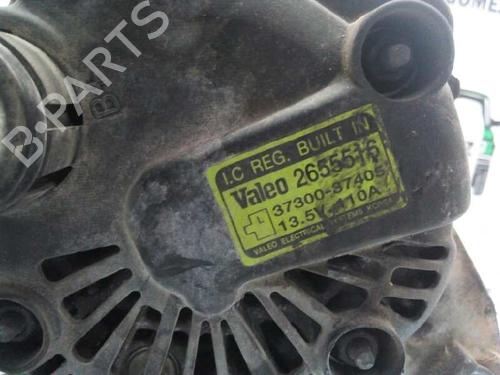 B-PARTS
B
I.C REG. BUILT IN
Valeo 2655516
37300-37405
13.5V 110A
VALEO ELECTRICAL SYSTEMS KOREA